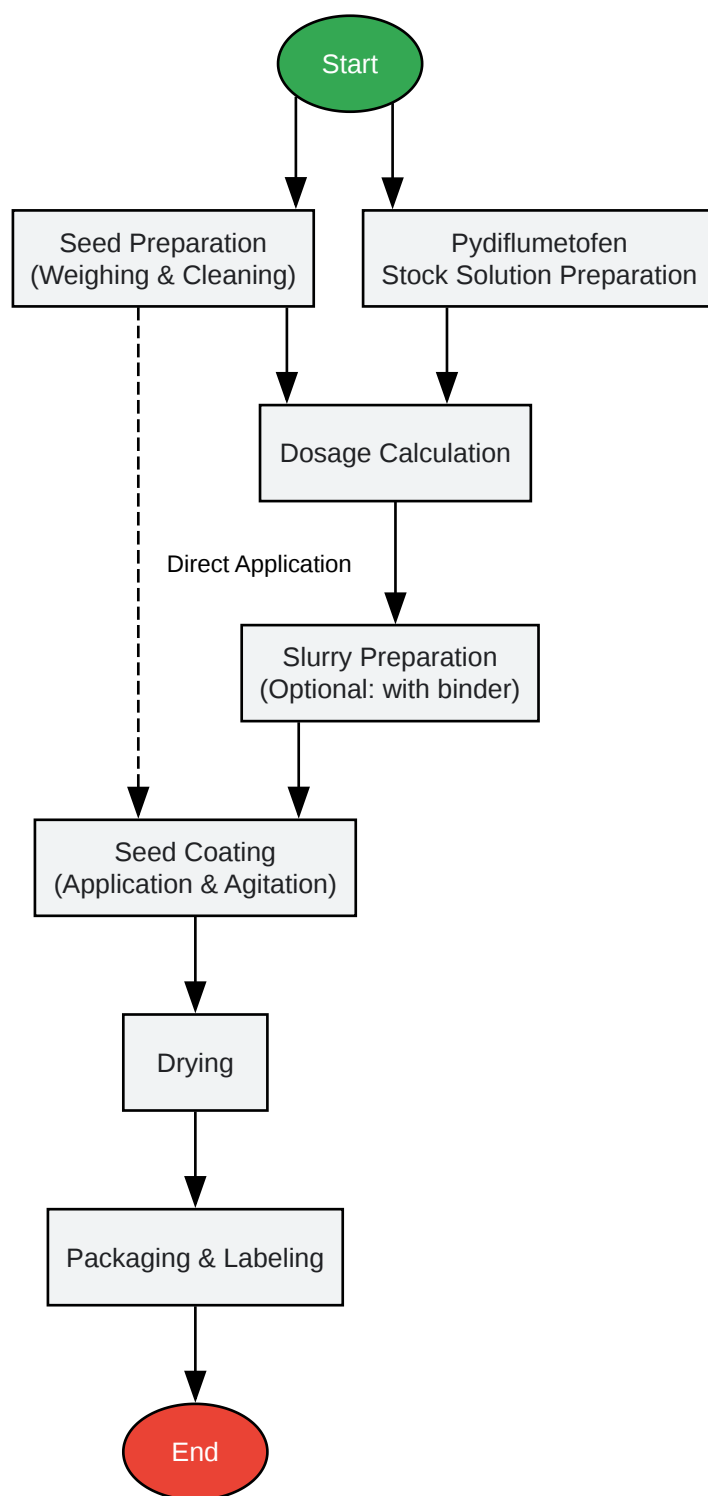 Start
Seed Preparation
(Weighing & Cleaning)
Pydiflumetofen
Stock Solution Preparation
Dosage Calculation
Direct Application
Slurry Preparation
(Optional: with binder)
Seed Coating
(Application & Agitation)
Drying
Packaging & Labeling
End